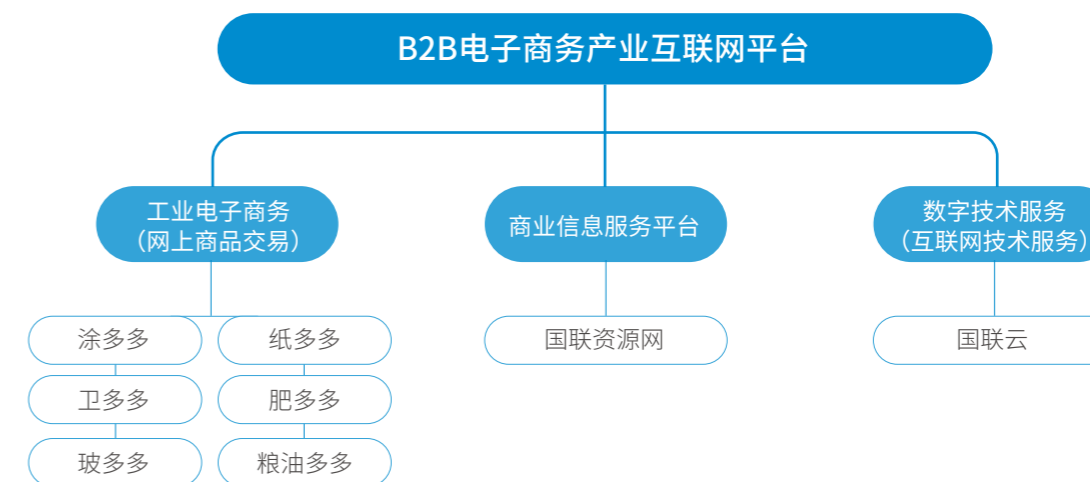 B2B电子商务产业互联网平台
工业电子商务
（网上商品交易）
商业信息服务平台
数字技术服务
（互联网技术服务）
涂多多
纸多多
国联资源网
国联云
卫多多
肥多多
玻多多
粮油多多